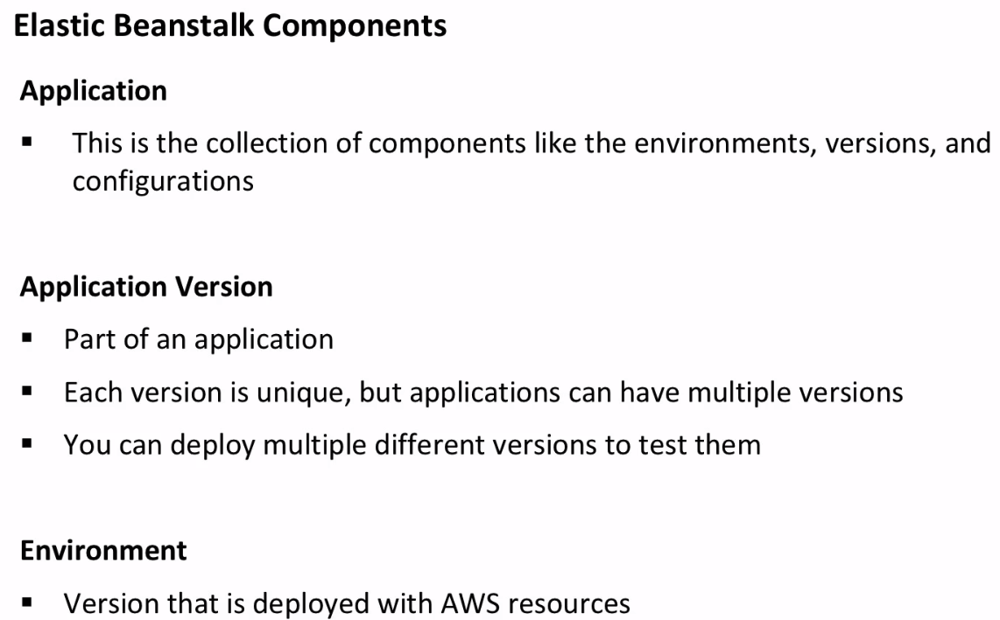 Elastic Beanstalk Components
Application
▪ This is the collection of components like the environments, versions, and
configurations
Application Version
▪ Part of an application
▪ Each version is unique, but applications can have multiple versions
▪ You can deploy multiple different versions to test them
Environment
▪ Version that is deployed with AWS resources